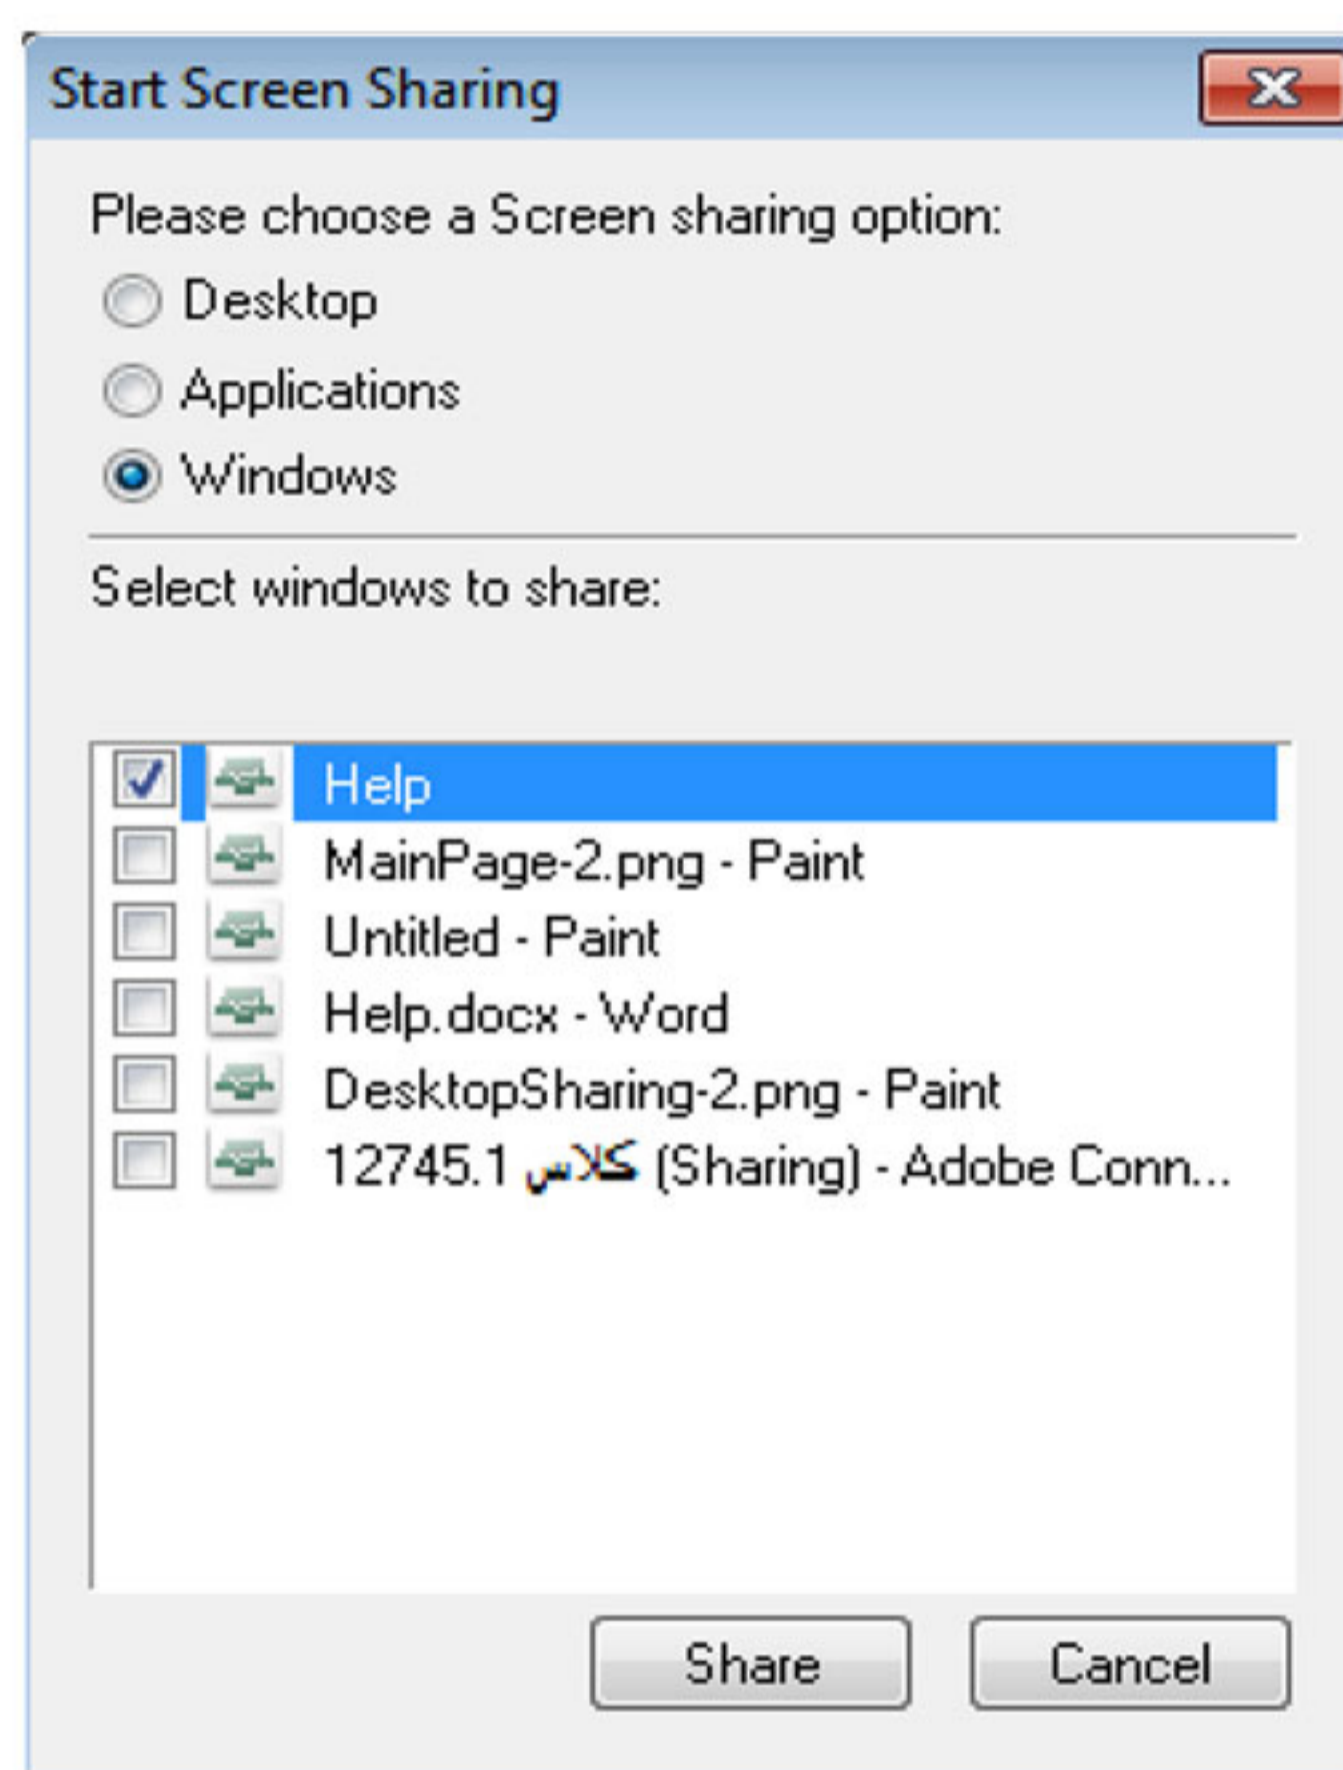 Start Screen Sharing
Please choose a Screen sharing option:
Desktop
Applications
Windows
Select windows to share:
Help
MainPage-2.png - Paint
Untitled - Paint
Help.docx - Word
DesktopSharing-2.png - Paint
12745.1 کلاس (Sharing) - Adobe Conn...
Share
Cancel